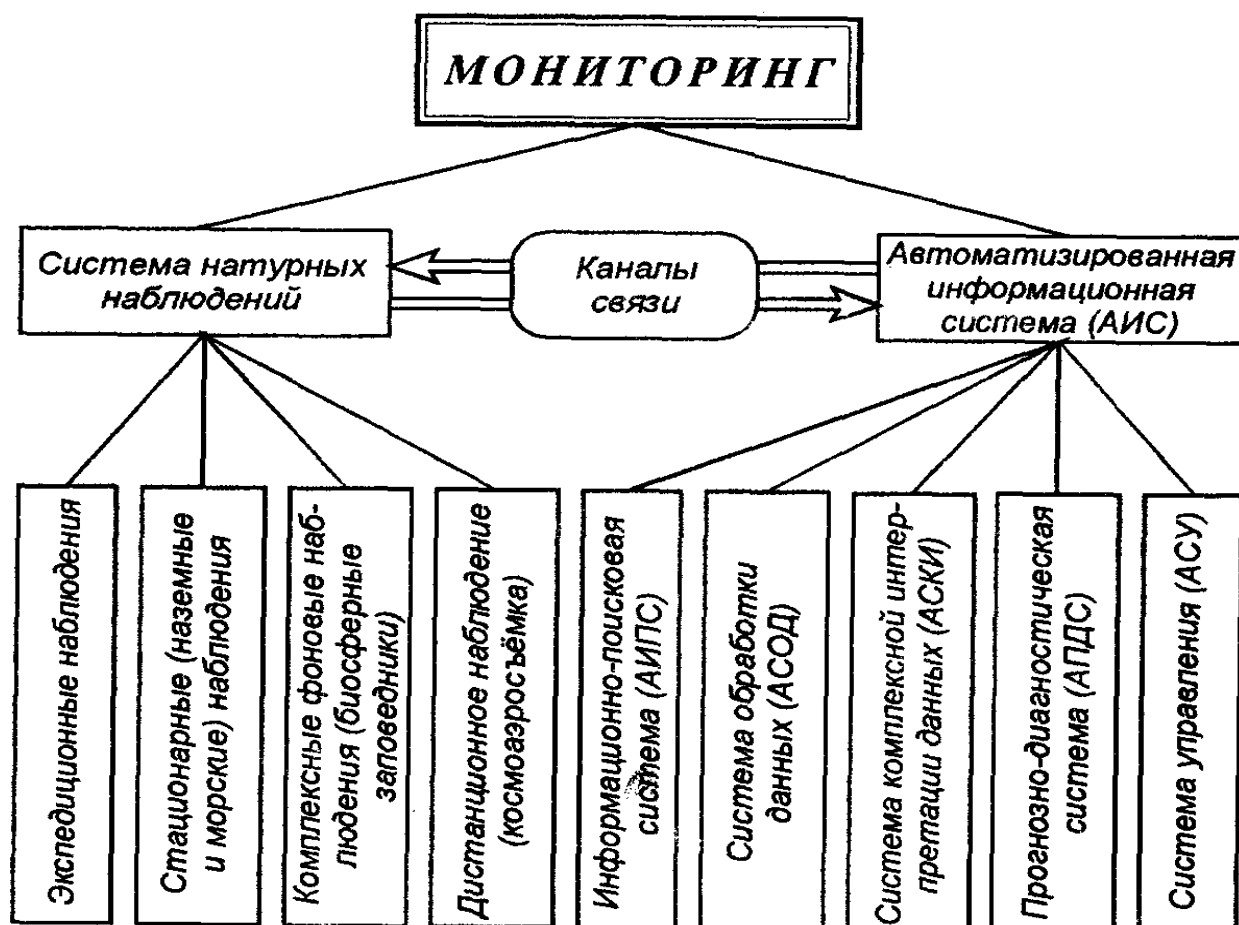 МОНИТОРИНГ
Система натурных
наблюдений
Каналы
связи
Автоматизированная
информационная
система (АИС)
Экспедиционные наблюдения
Стационарные (наземные
и морские) наблюдения
Комплексные фоновые наб-
людения (биосферные
заповедники)
Дистанционное наблюдение
(космоаэросъёмка)
Информационно-поисковая
система (АИПС)
Система обработки
данных (АСОД)
Система комплексной интер-
претации данных (АСКИ)
Прогнозно-диагностическая
система (АПДС)
Система управления (АСУ)